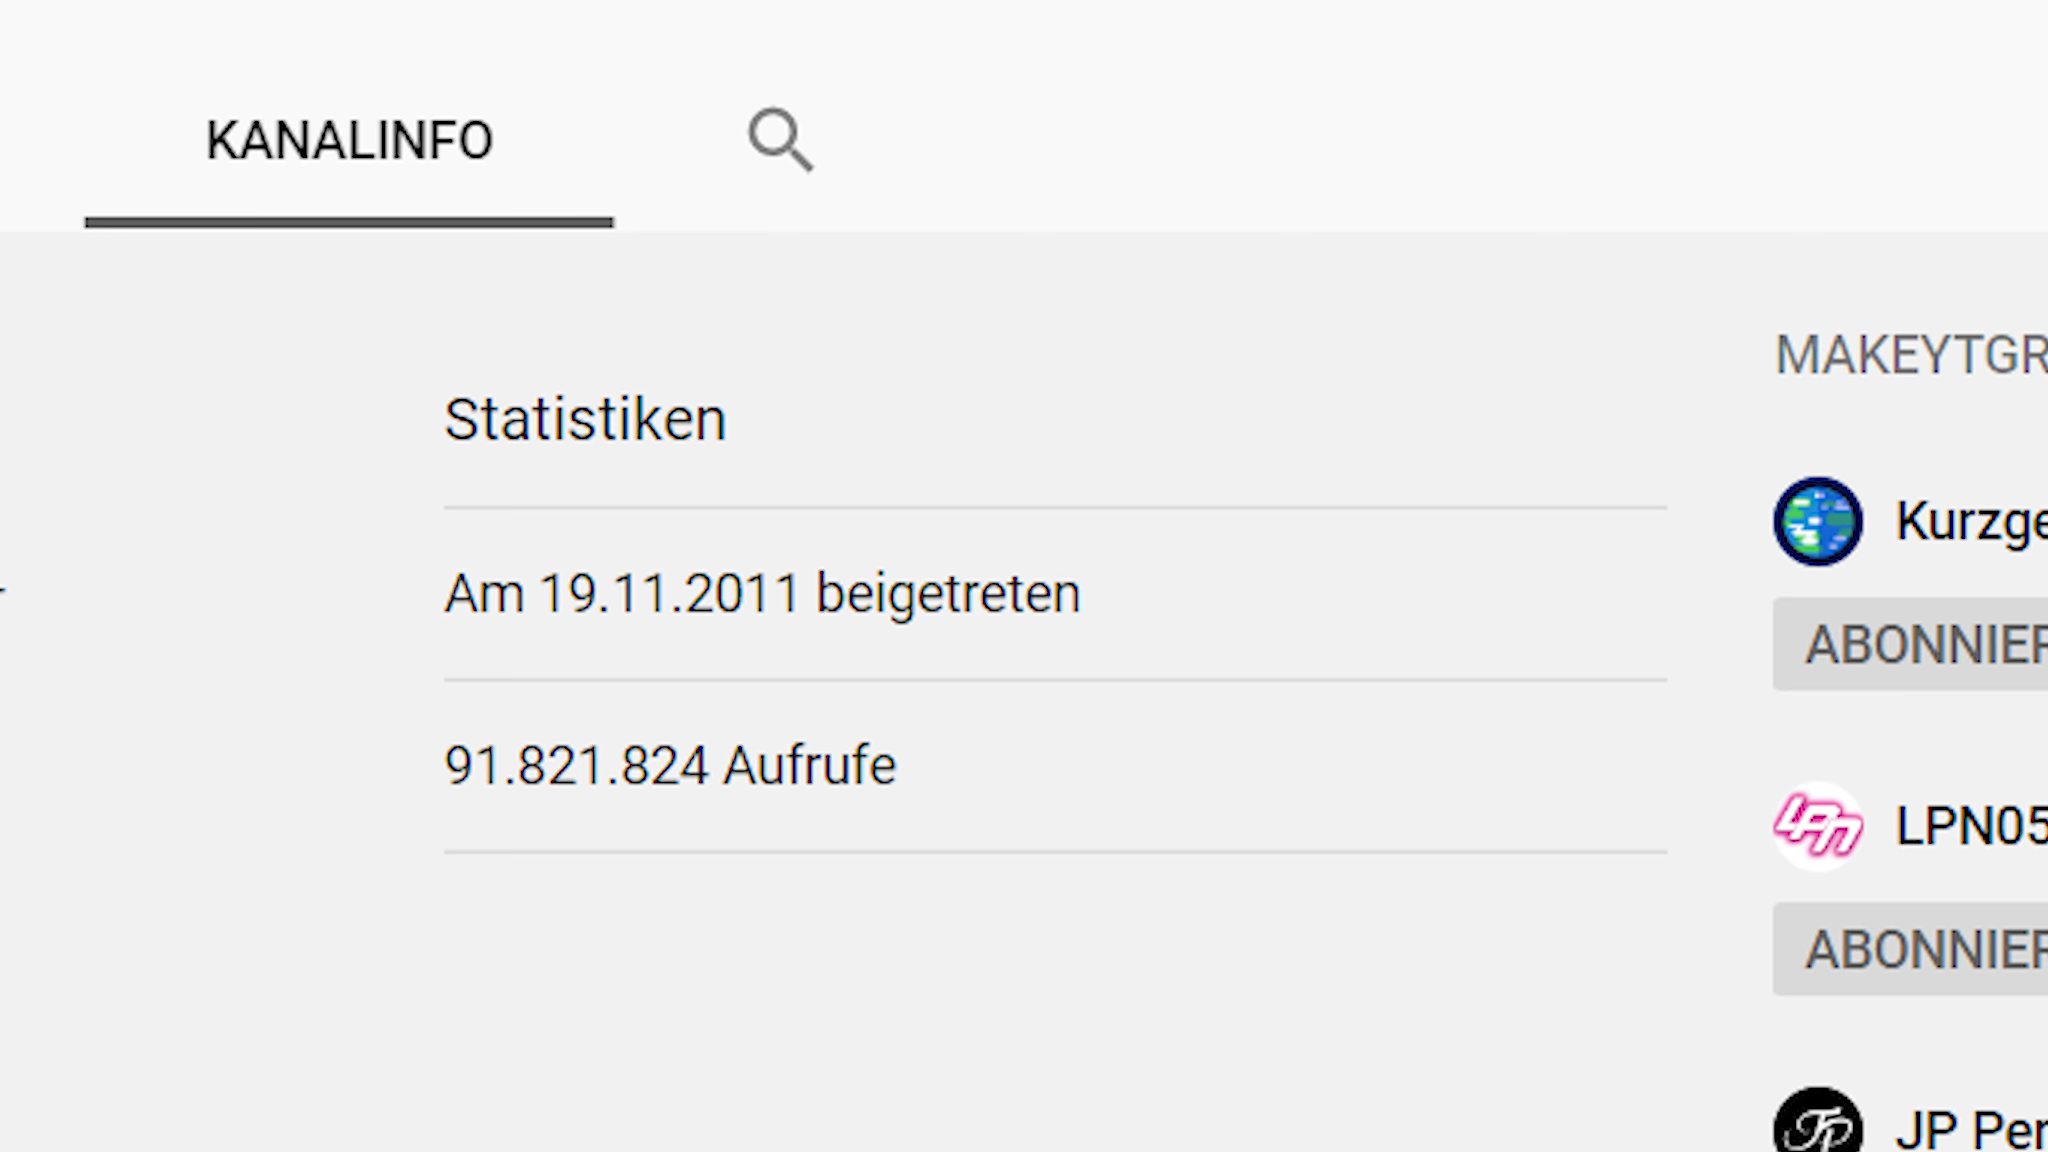 KANALINFO
Statistiken
Am 19.11.2011 beigetreten
91.821.824 Aufrufe
MAKEYTGR
Kurzge
ABONNIER
LPN05
ABONNIER
JP Per